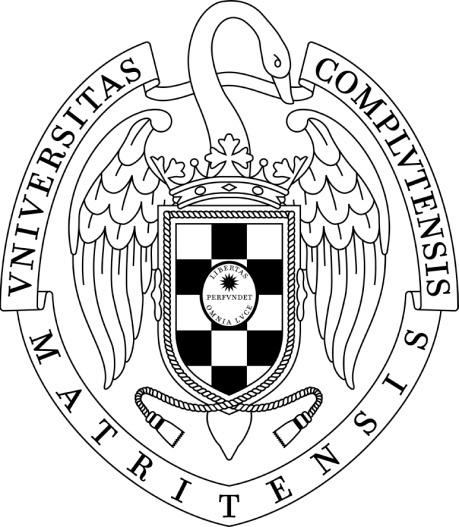 VNIVERSITAS
COMPLVTENSIS
MATRITENSIS
LIBERTAS
PERFVNDET
OMNIA LVCE